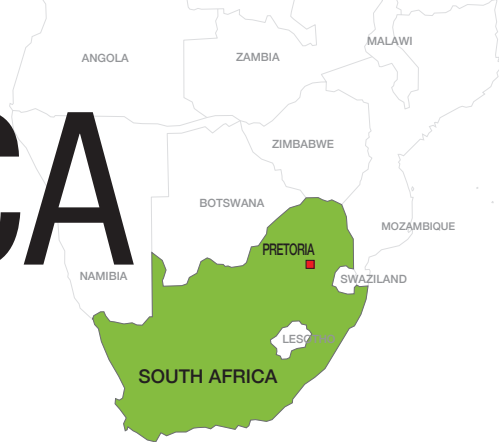 MALAWI
ANGOLA
ZAMBIA
ZIMBABWE
CA
BOTSWANA
MOZAMBIQUE
PRETORIA
NAMIBIA
SWAZILAND
LESOTHO
SOUTH AFRICA